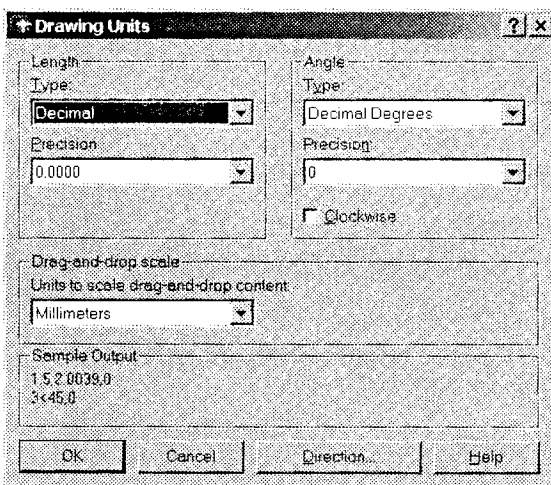 Drawing Units
Length
Type:
Decimal
Precision
0.0000
Angle
Type:
Decimal Degrees
Precision:
0
Clockwise
Drag-and-drop scale
Units to scale drag-and-drop content:
Millimeters
Sample Output
1.5,2.0039,0
3<45,0
OK
Cancel
Direction...
Help